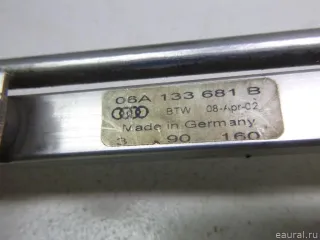 06A 133 681 B
BTW 08-Apr-02
Made in Germany
3 90 160
eaural.ru